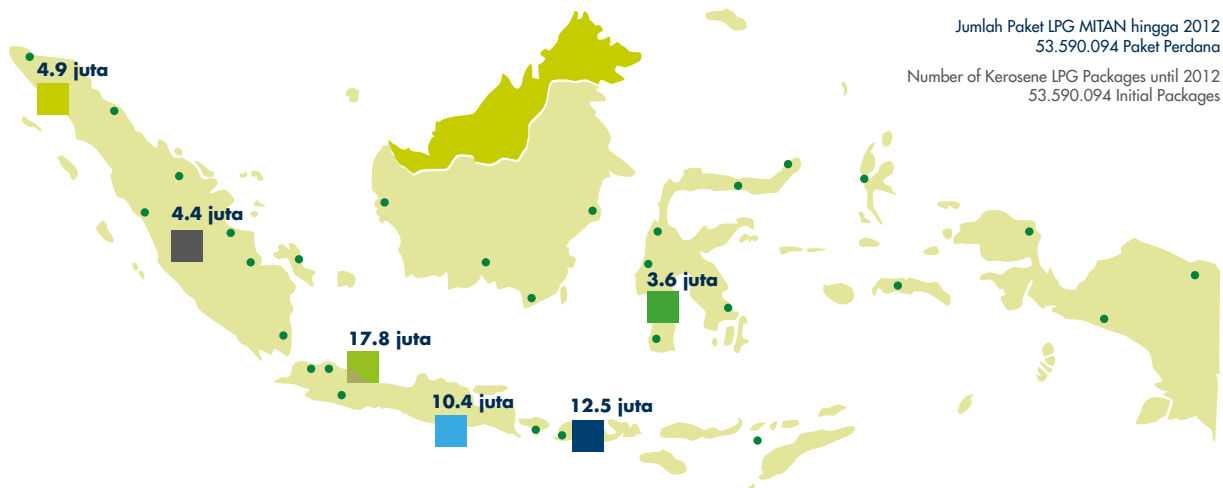 Jumlah Paket LPG MITAN hingga 2012
53.590.094 Paket Perdana
Number of Kerosene LPG Packages until 2012
53.590.094 Initial Packages
4.9 juta
4.4 juta
3.6 juta
17.8 juta
10.4 juta
12.5 juta